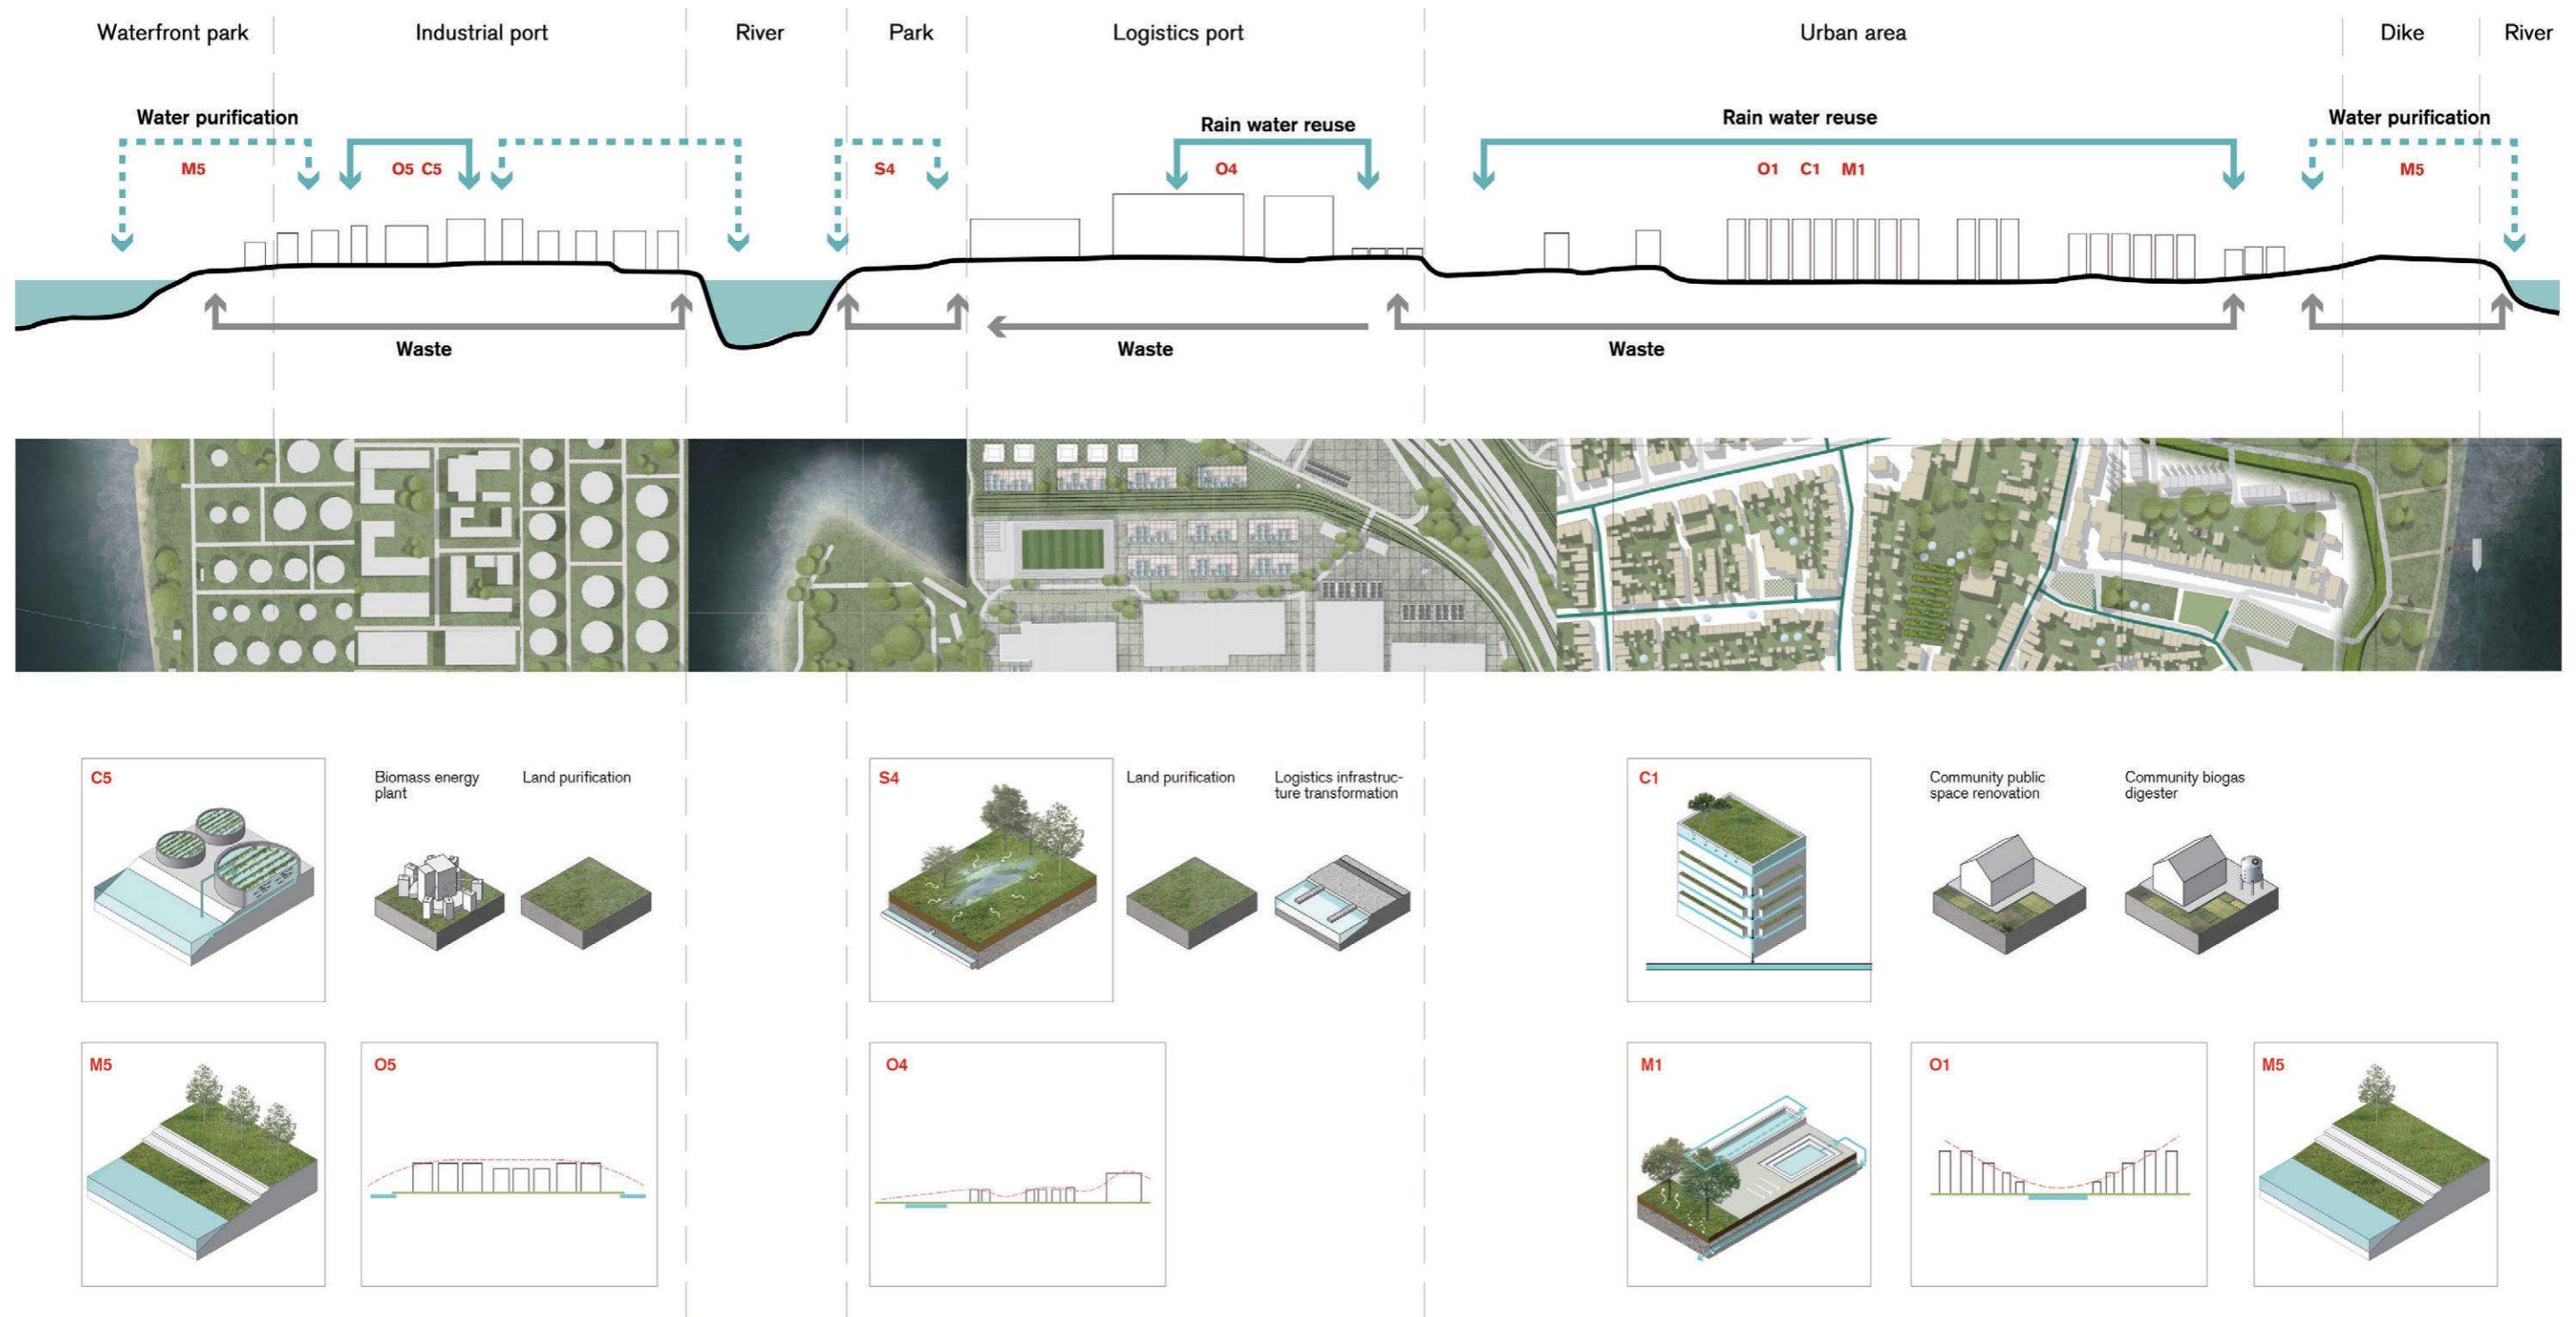 Waterfront park
Industrial port
River
Park
Logistics port
Urban area
Dike
River
Water purification
Rain water reuse
Rain water reuse
Water purification
M5
O5 C5
S4
O4
O1 C1 M1
M5
Waste
Waste
Waste
C5
Biomass energy
plant
Land purification
S4
Land purification
Logistics infrastruc-
ture transformation
C1
Community public
space renovation
Community biogas
digester
M5
O5
O4
M1
O1
M5